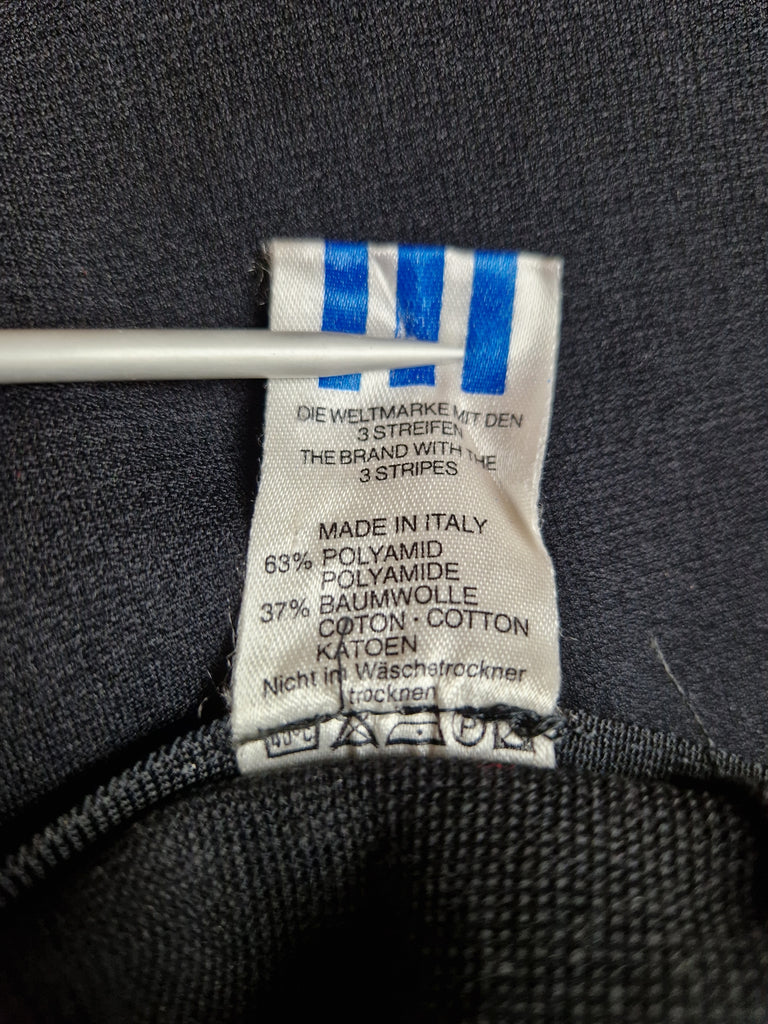 DIE WELTMARKE MIT DEN
3 STREIFEN
THE BRAND WITH THE
3 STRIPES
MADE IN ITALY
63% POLYAMID
POLYAMIDE
37% BAUMWOLLE
COTON · COTTON
KATOEN
Nicht im Wäschetrockner
trocknen
40°C P